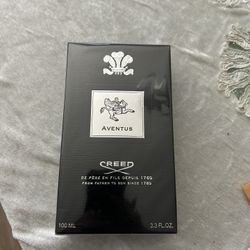 AVENTUS
CREED
DE PÈRE EN FILS DEPUIS 1760
FROM FATHER TO SON SINCE 1760
100 ML
3.3 FL.OZ.